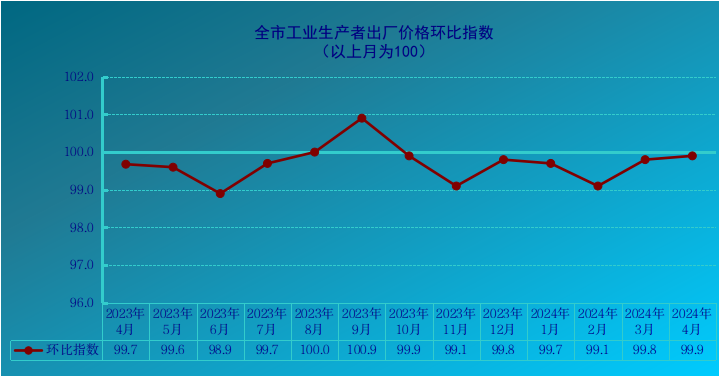 全市工业生产者出厂价格环比指数
（以上月为100）
102.0
101.0
100.0
99.0
98.0
97.0
96.0
2023年 2023年 2023年 2023年 2023年 2023年 2023年 2023年 2023年 2024年 2024年 2024年 2024年
4月 5月 6月 7月 8月 9月 10月 11月 12月 1月 2月 3月 4月
环比指数 99.7 99.6 98.9 99.7 100.0 100.9 99.9 99.1 99.8 99.7 99.1 99.8 99.9